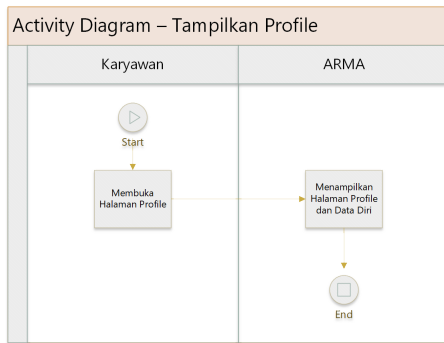 Activity Diagram – Tampilkan Profile
Karyawan
ARMA
Start
Membuka
Halaman Profile
Menampilkan
Halaman Profile
dan Data Diri
End